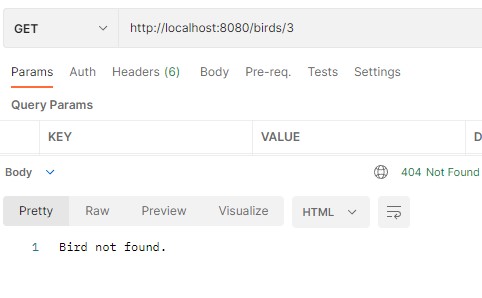 GET http://localhost:8080/birds/3
Params Auth Headers (6) Body Pre-req. Tests Settings
Query Params
KEY VALUE D
Body 404 Not Found
Pretty Raw Preview Visualize HTML
1 Bird not found.